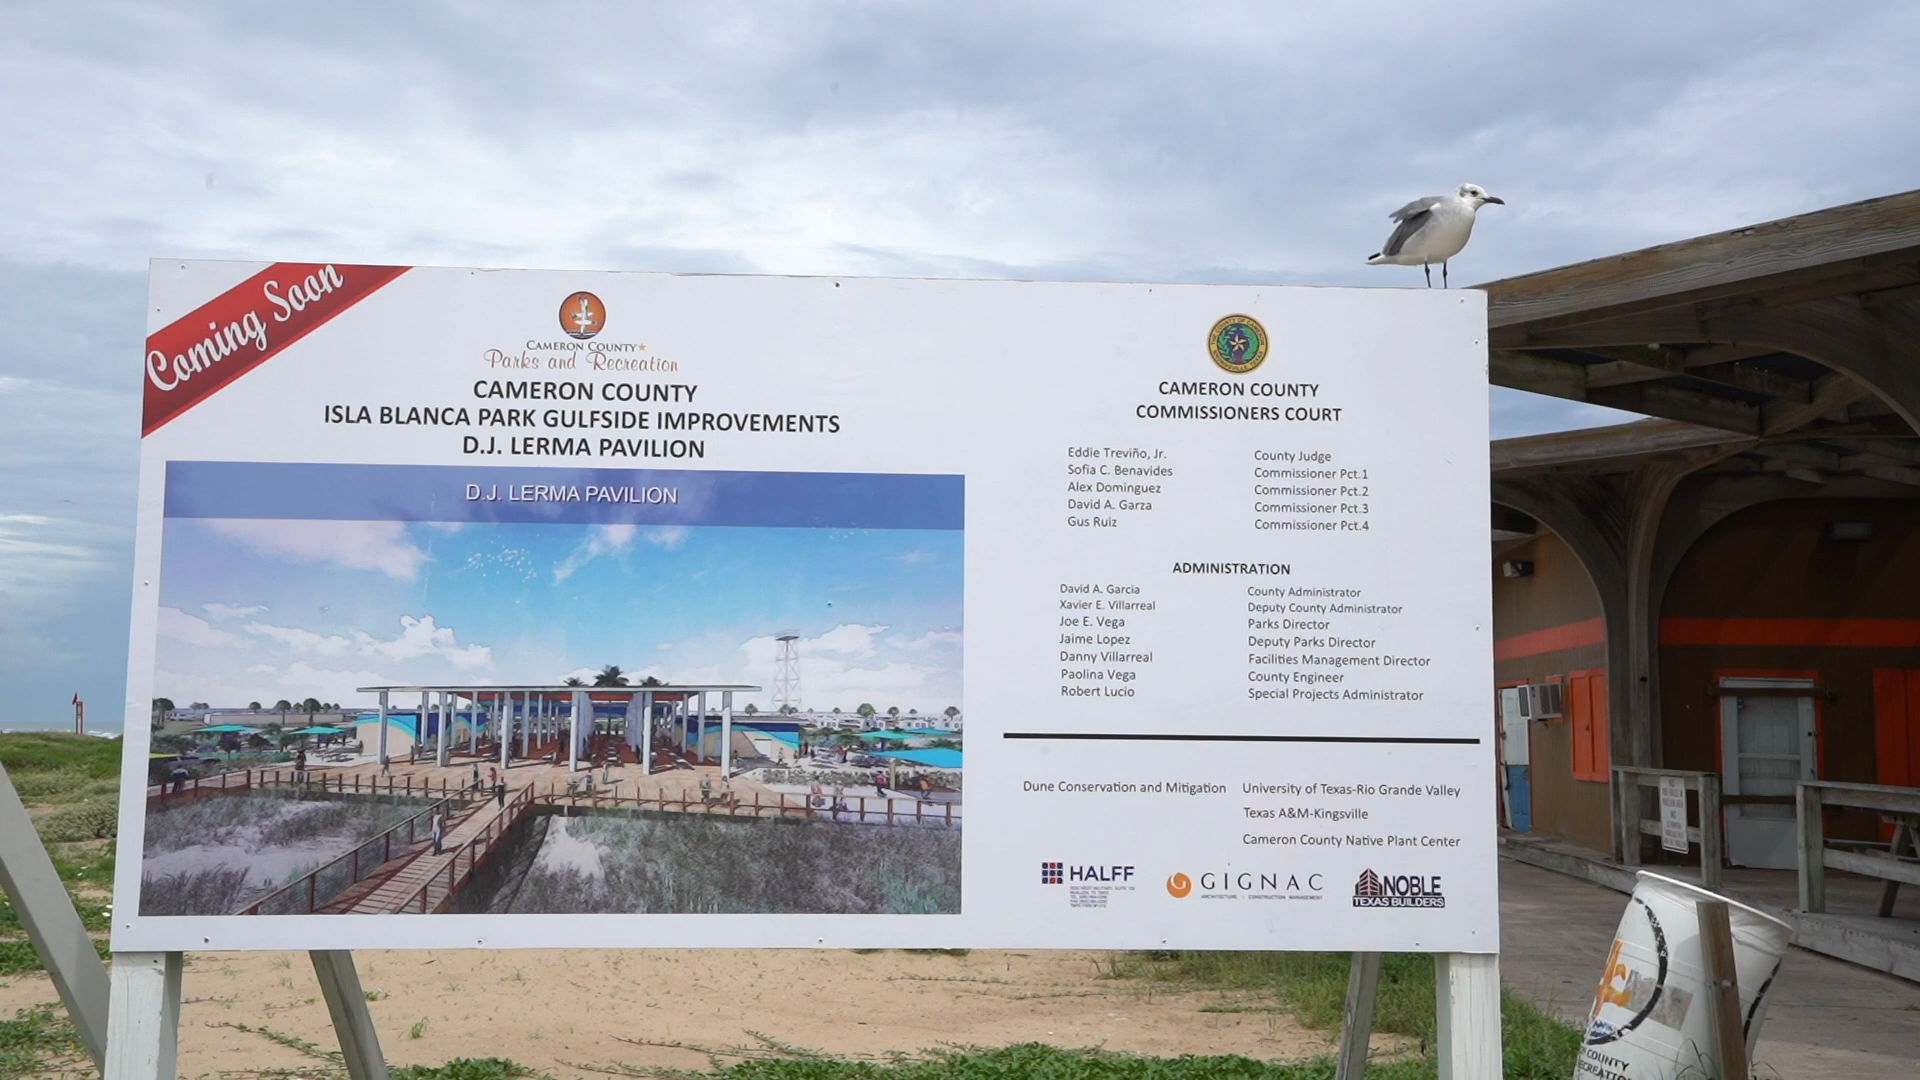 Coming Soon
CAMERON COUNTY
Parks and Recreation
CAMERON COUNTY
ISLA BLANCA PARK GULFSIDE IMPROVEMENTS
D.J. LERMA PAVILION
D.J. LERMA PAVILION
CAMERON COUNTY
COMMISSIONERS COURT
Eddie Treviño, Jr. County Judge
Sofia C. Benavides Commissioner Pct.1
Alex Dominguez Commissioner Pct.2
David A. Garza Commissioner Pct.3
Gus Ruiz Commissioner Pct.4
ADMINISTRATION
David A. Garcia County Administrator
Xavier E. Villarreal Deputy County Administrator
Joe E. Vega Parks Director
Jaime Lopez Deputy Parks Director
Danny Villarreal Facilities Management Director
Paolina Vega County Engineer
Robert Lucio Special Projects Administrator
Dune Conservation and Mitigation University of Texas-Rio Grande Valley
Texas A&M-Kingsville
Cameron County Native Plant Center
HALFF
GIGNAC
ARCHITECTURE | CONSTRUCTION MANAGEMENT
NOBLE
TEXAS BUILDERS
COUNTY